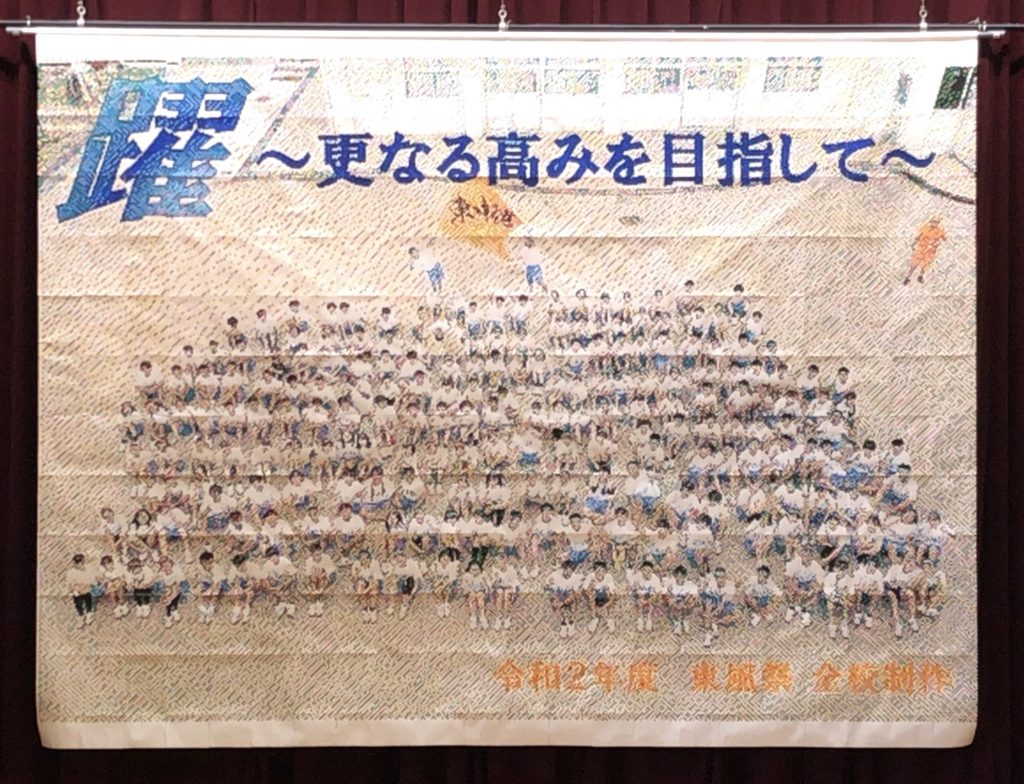 躍 ～更なる高みを目指して～
令和2年度 東風祭 全校制作